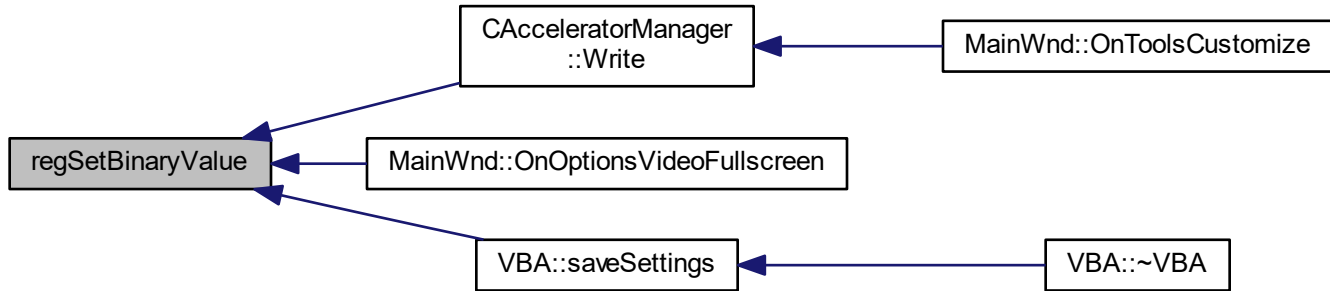 CAcceleratorManager
::Write
MainWnd::OnToolsCustomize
regSetBinaryValue
MainWnd::OnOptionsVideoFullscreen
VBA::saveSettings
VBA::~VBA